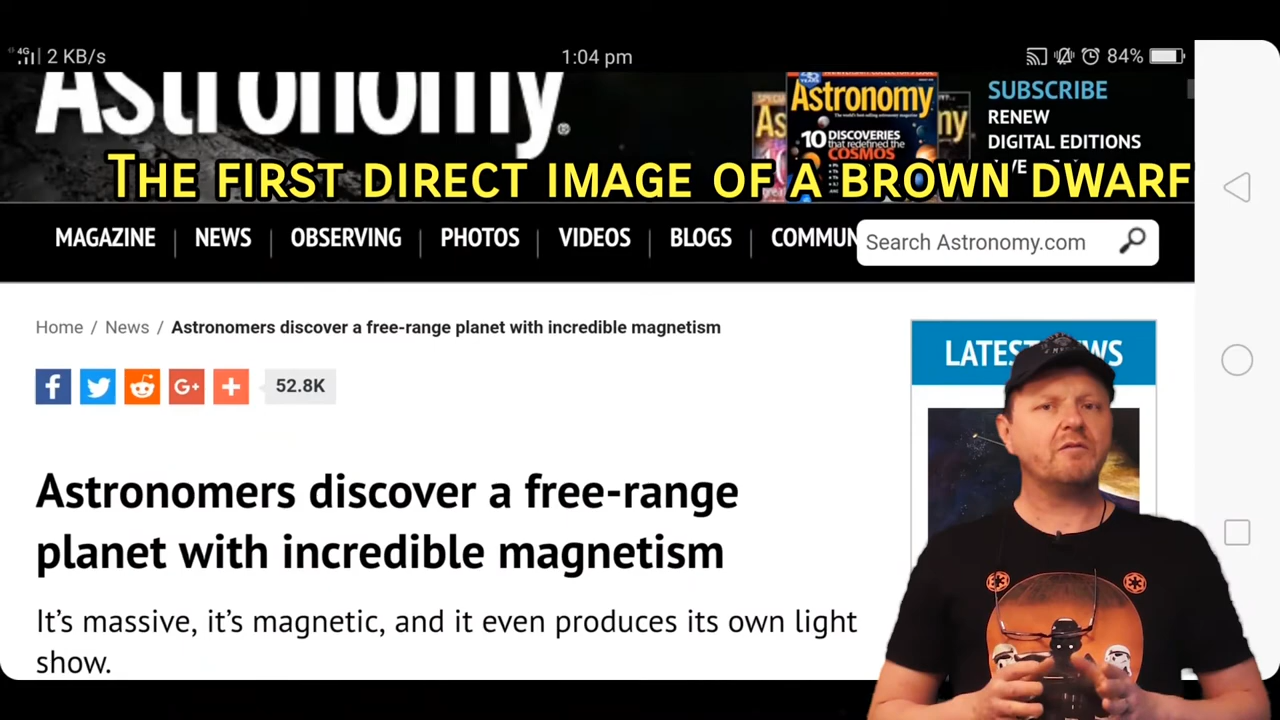 4G 2 KB/s 1:04 pm 84%
Astronomy
Astronomy
10 DISCOVERIES
that redefined the
COSMOS
SUBSCRIBE
RENEW
DIGITAL EDITIONS
THE FIRST DIRECT IMAGE OF A BROWN DWARF
MAGAZINE NEWS OBSERVING PHOTOS VIDEOS BLOGS COMMUN
Search Astronomy.com
Home / News / Astronomers discover a free-range planet with incredible magnetism
f G+ + 52.8K
LATEST NEWS
Astronomers discover a free-range
planet with incredible magnetism
It’s massive, it’s magnetic, and it even produces its own light
show.